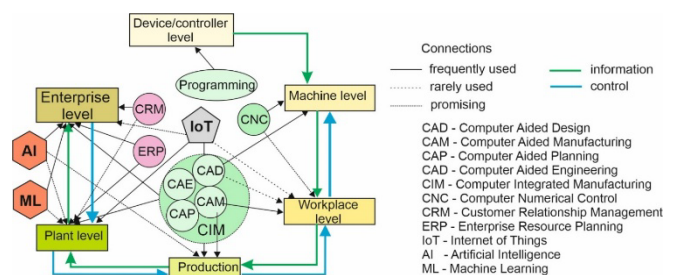 Device/controller
level
Programming
Enterprise
level
CRM
IoT
CNC
Machine level
AI
ERP
CAD
CAE
CAM
CAP
CIM
ML
Workplace
level
Plant level
Production
Connections
frequently used
rarely used
promising
information
control
CAD - Computer Aided Design
CAM - Computer Aided Manufacturing
CAP - Computer Aided Planning
CAD - Computer Aided Engineering
CIM - Computer Integrated Manufacturing
CNC - Computer Numerical Control
CRM - Customer Relationship Management
ERP - Enterprise Resource Planning
IoT - Internet of Things
AI - Artificial Intelligence
ML - Machine Learning